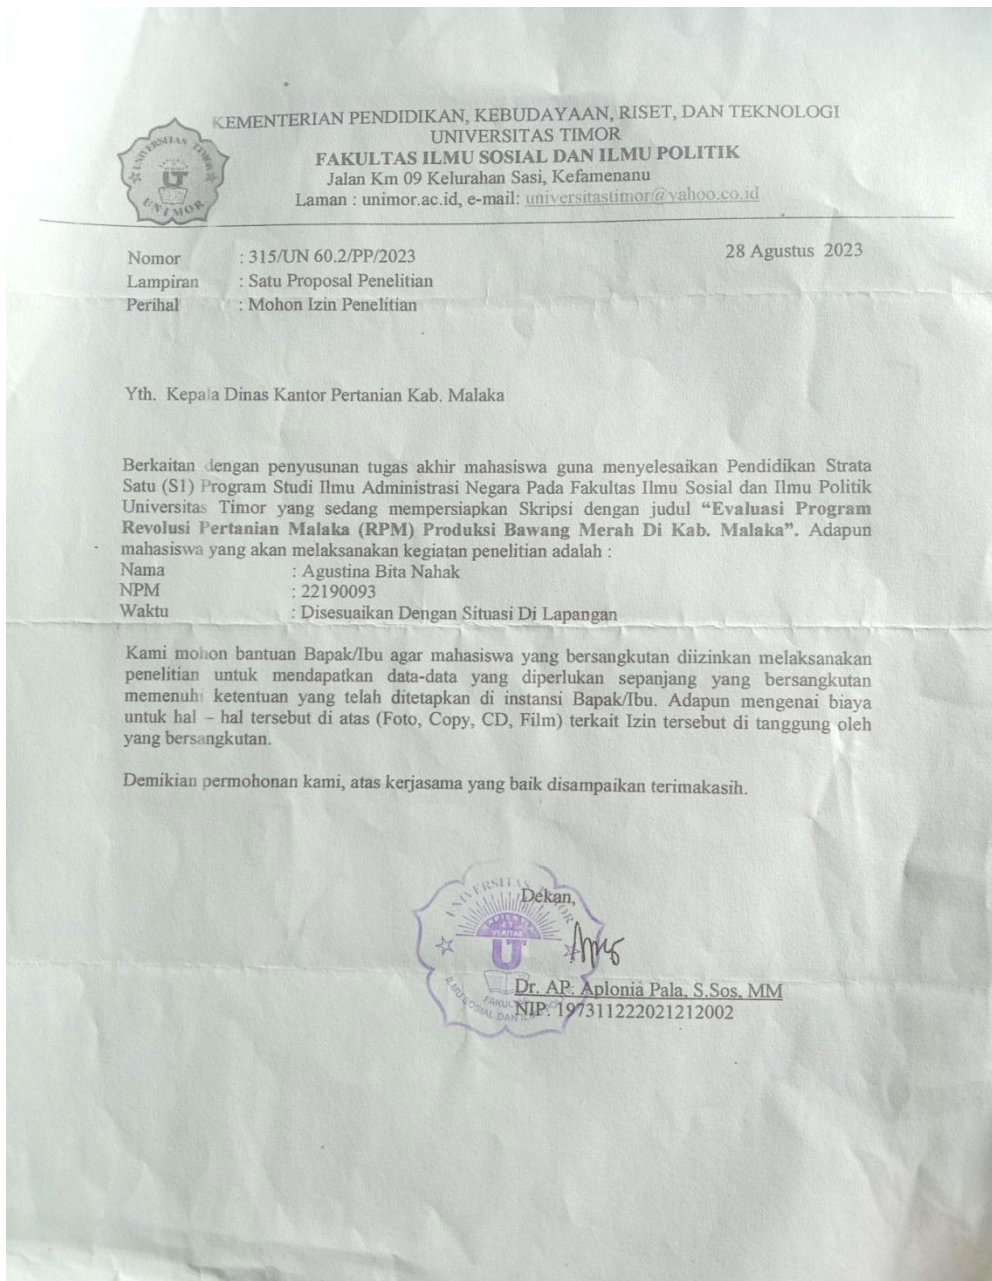 KEMENTERIAN PENDIDIKAN, KEBUDAYAAN, RISET, DAN TEKNOLOGI
UNIVERSITAS TIMOR
FAKULTAS ILMU SOSIAL DAN ILMU POLITIK
Jalan Km 09 Kelurahan Sasi, Kefamenanu
Laman : unimor.ac.id, e-mail: universitastimor@yahoo.co.id
UNIVERSITAS TIMOR
UNIMOR
Nomor : 315/UN 60.2/PP/2023 28 Agustus 2023
Lampiran : Satu Proposal Penelitian
Perihal : Mohon Izin Penelitian
Yth. Kepala Dinas Kantor Pertanian Kab. Malaka
Berkaitan dengan penyusunan tugas akhir mahasiswa guna menyelesaikan Pendidikan Strata
Satu (S1) Program Studi Ilmu Administrasi Negara Pada Fakultas Ilmu Sosial dan Ilmu Politik
Universitas Timor yang sedang mempersiapkan Skripsi dengan judul “Evaluasi Program
Revolusi Pertanian Malaka (RPM) Produksi Bawang Merah Di Kab. Malaka”. Adapun
mahasiswa yang akan melaksanakan kegiatan penelitian adalah :
Nama : Agustina Bita Nahak
NPM : 22190093
Waktu : Disesuaikan Dengan Situasi Di Lapangan
Kami mohon bantuan Bapak/Ibu agar mahasiswa yang bersangkutan diizinkan melaksanakan
penelitian untuk mendapatkan data-data yang diperlukan sepanjang yang bersangkutan
memenuhi ketentuan yang telah ditetapkan di instansi Bapak/Ibu. Adapun mengenai biaya
untuk hal – hal tersebut di atas (Foto, Copy, CD, Film) terkait Izin tersebut di tanggung oleh
yang bersangkutan.
Demikian permohonan kami, atas kerjasama yang baik disampaikan terimakasih.
Dekan,
VERITAS
Dr. AP. Aplonia Pala, S.Sos, MM
NIP. 197311222021212002